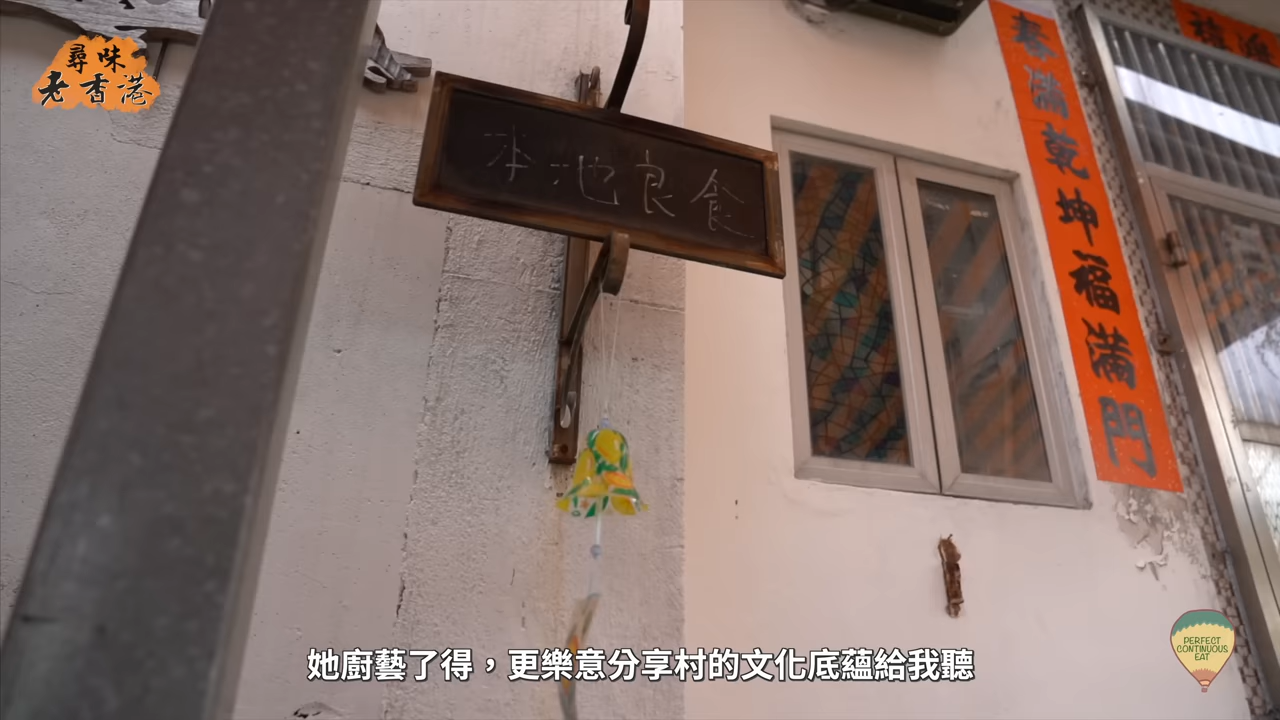 尋味
老香港
本地良食
春滿乾坤福滿門
她廚藝了得，更樂意分享村的文化底蘊給我聽
PERFECT
CONTINUOUS
EAT